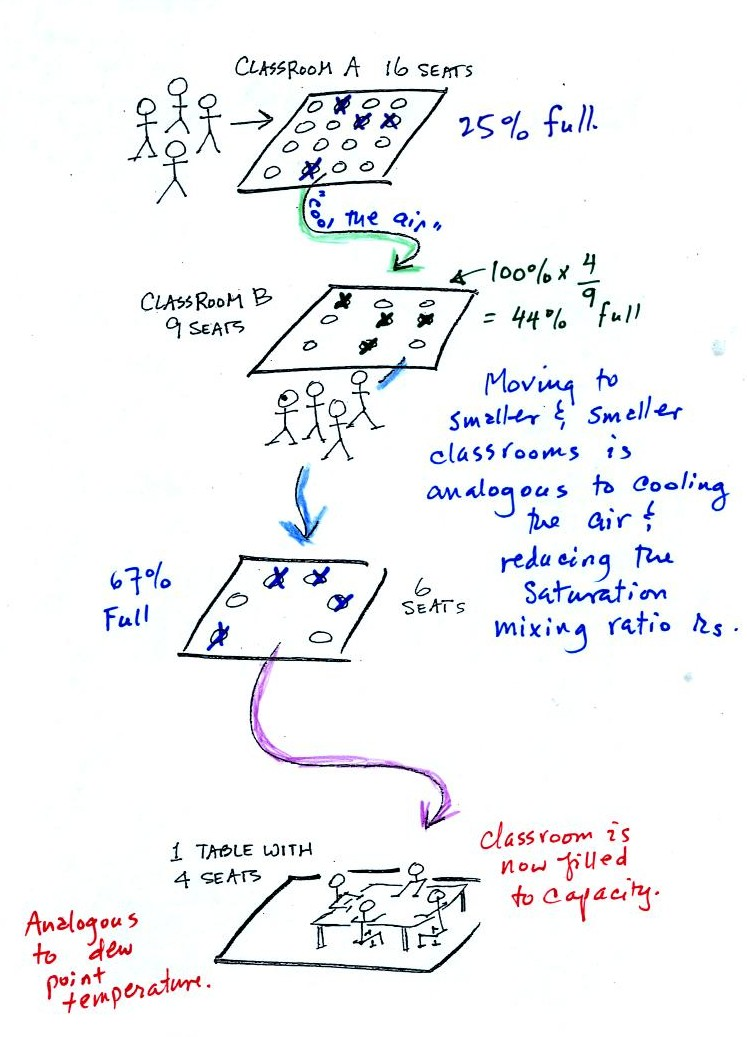 CLASSROOM A 16 SEATS
25% full.
"cool the air"
CLASSROOM B
9 SEATS
100% x 4/9
= 44% full
Moving to
smaller & smaller
classrooms is
analogous to cooling
the air &
reducing the
saturation
mixing ratio rs.
67%
Full
6
SEATS
1 TABLE WITH
4 SEATS
classroom is
now filled
to capacity.
Analogous
to dew
point
temperature.